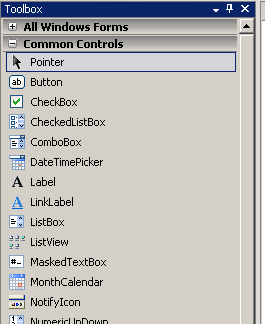 Toolbox
All Windows Forms
Common Controls
Pointer
Button
CheckBox
CheckedListBox
ComboBox
DateTimePicker
Label
LinkLabel
ListBox
ListView
MaskedTextBox
MonthCalendar
NotifyIcon
NumericUpDown